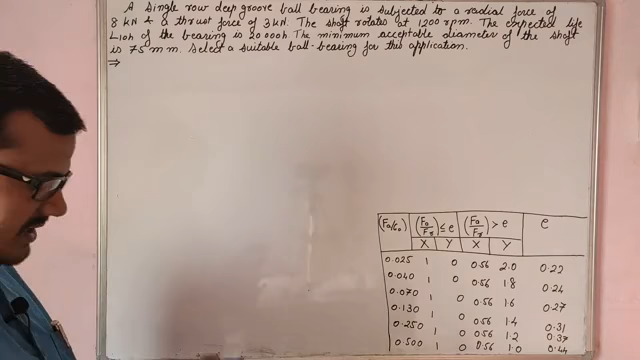 A Single row deep groove ball bearing is subjected to a radial force of
8 kN & a thrust force of 3 kN. The shaft rotates at 1200 rpm. The expected life
L10h of the bearing is 20 000h The minimum acceptable diameter of the shaft
is 75 mm. Select a suitable ball-bearing for this application.
⇒
(Fa/Co) (Fa/Fr) ≤ e (Fa/Fr) > e e
X Y X Y
0.025 1 0 0.56 2.0 0.22
0.040 1 0 0.56 1.8 0.24
0.070 1 0 0.56 1.6 0.27
0.130 1 0 0.56 1.4 0.31
0.250 1 0 0.56 1.2 0.37
0.500 1 0 0.56 1.0 0.44